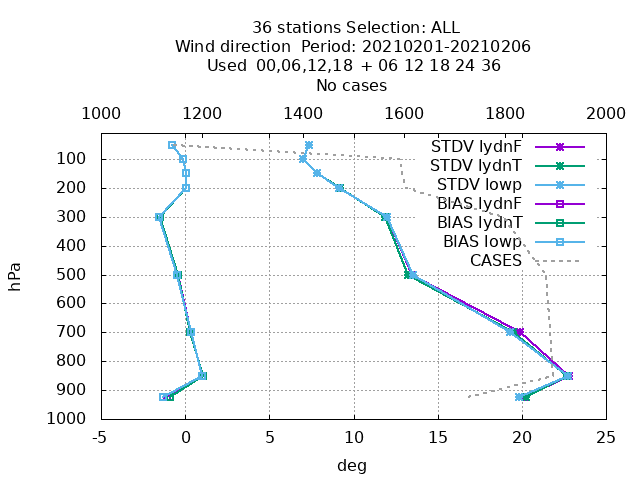 36 stations Selection: ALL
Wind direction  Period: 20210201-20210206
Used  00,06,12,18  + 06 12 18 24 36
No cases
1000 1200 1400 1600 1800 2000
STDV lydnF
STDV lydnT
STDV lowp
BIAS lydnF
BIAS lydnT
BIAS lowp
CASES
100
200
300
400
500
600
700
800
900
1000
hPa
-5 0 5 10 15 20 25
deg